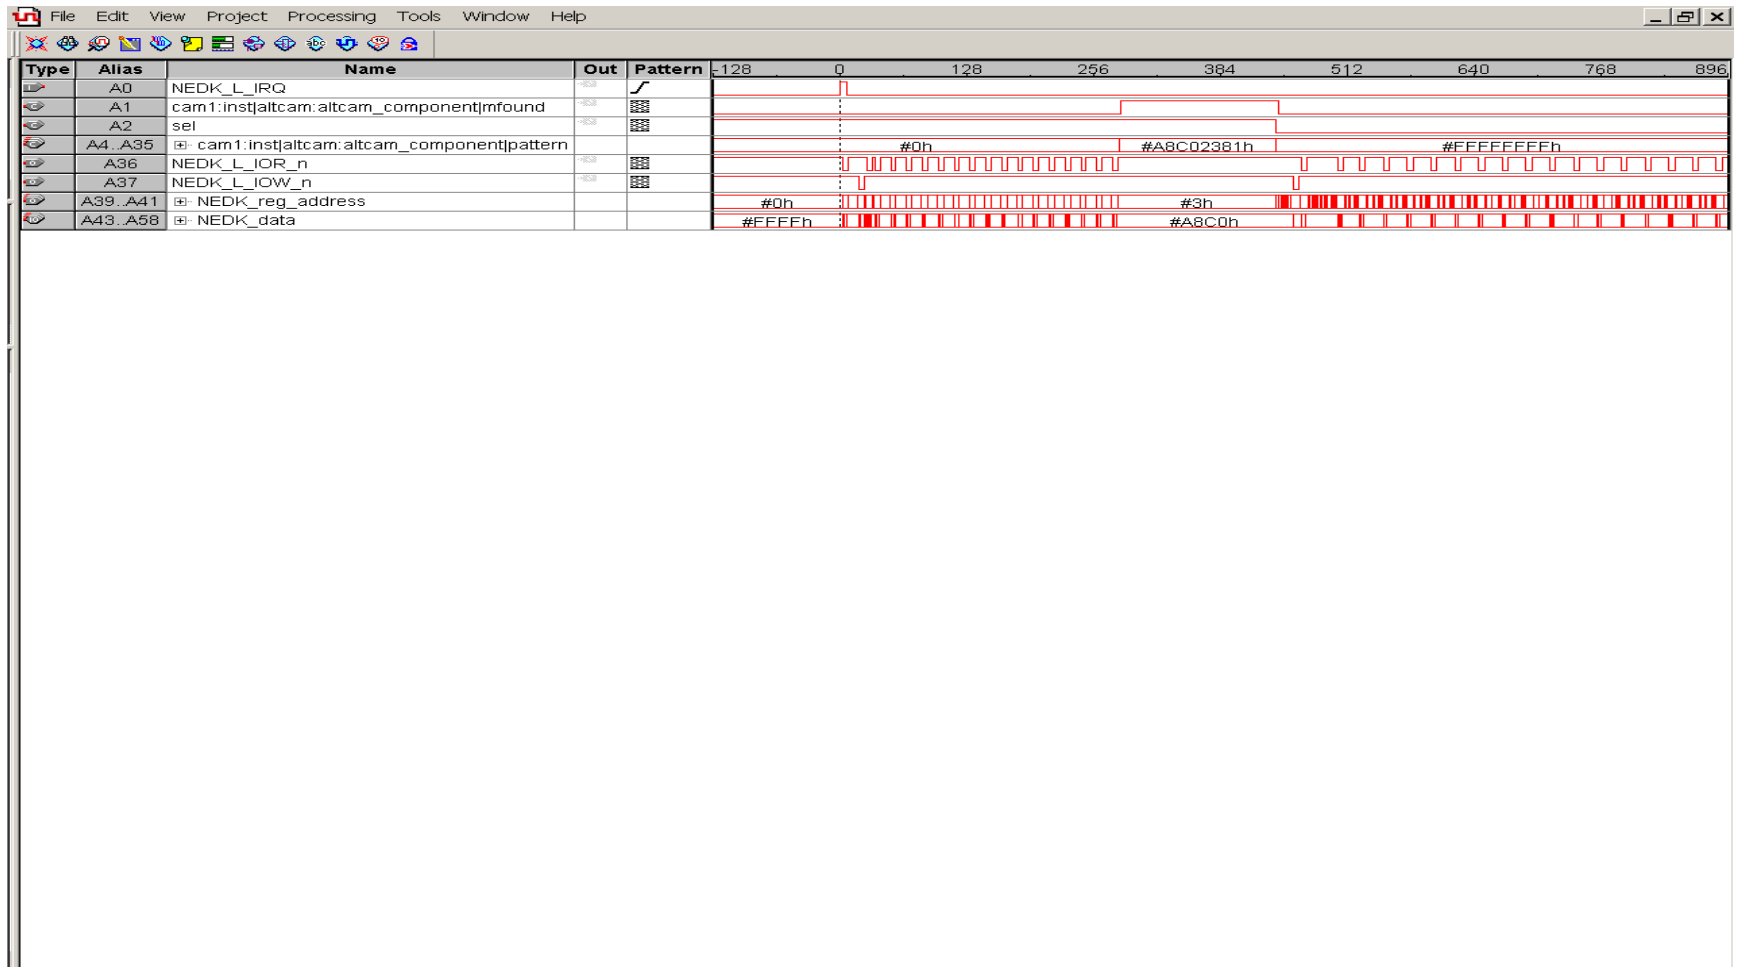 File Edit View Project Processing Tools Window Help
Type Alias Name Out Pattern -128 0 128 256 384 512 640 768 896
A0 NEDK_L_IRQ
A1 cam1:inst|altcam:altcam_component|mfound
A2 sel
A4..A35 cam1:inst|altcam:altcam_component|pattern #0h #A8C02381h #FFFFFFFFh
A36 NEDK_L_IOR_n
A37 NEDK_L_IOW_n
A39..A41 NEDK_reg_address #0h #3h
A43..A58 NEDK_data #FFFFh #A8C0h